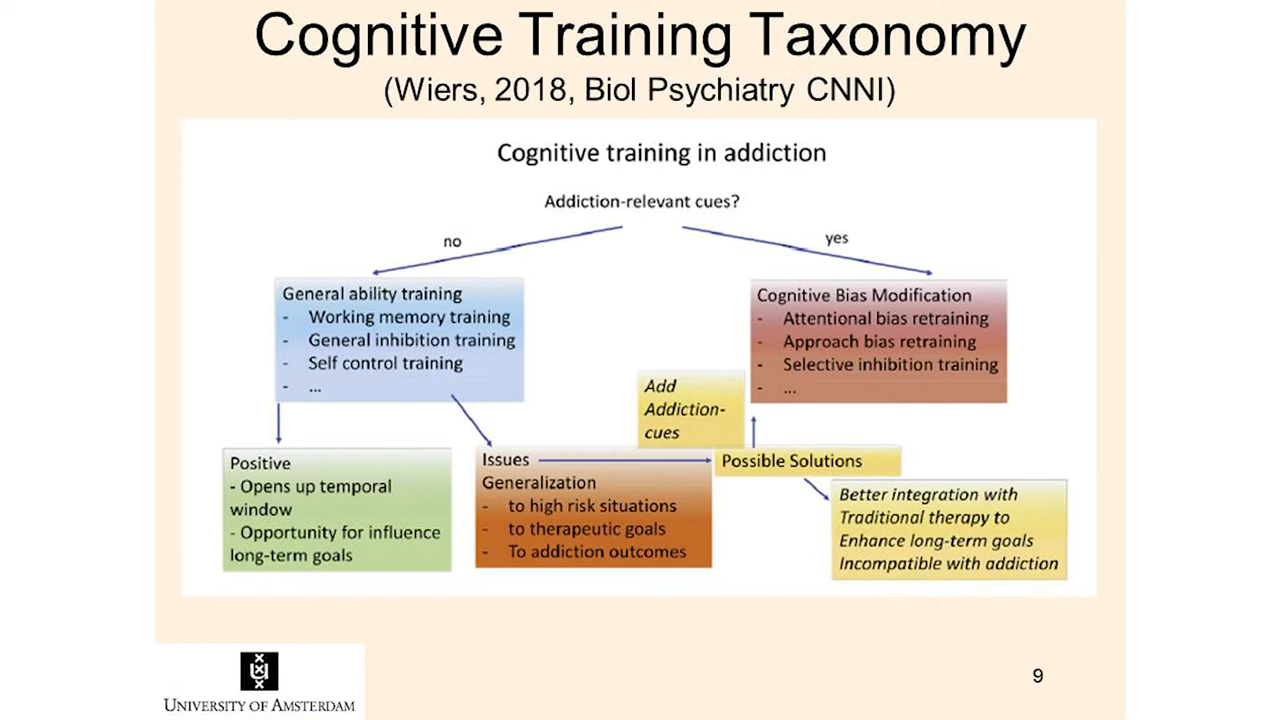 Cognitive Training Taxonomy
(Wiers, 2018, Biol Psychiatry CNNI)
Cognitive training in addiction
Addiction-relevant cues?
no
yes
General ability training
- Working memory training
- General inhibition training
- Self control training
- ...
Cognitive Bias Modification
- Attentional bias retraining
- Approach bias retraining
- Selective inhibition training
- ...
Add
Addiction-
cues
Positive
- Opens up temporal
window
- Opportunity for influence
long-term goals
Issues
Generalization
- to high risk situations
- to therapeutic goals
- To addiction outcomes
Possible Solutions
Better integration with
Traditional therapy to
Enhance long-term goals
Incompatible with addiction
UNIVERSITY OF AMSTERDAM
9